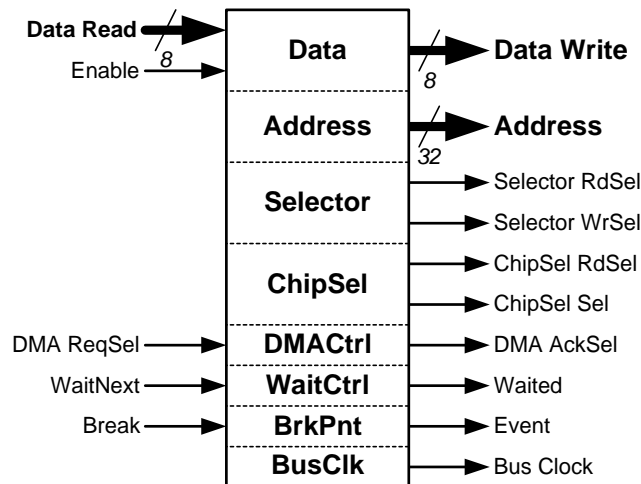 Data Read
8
Enable
Data
8
Data Write
Address
32
Address
Selector
Selector RdSel
Selector WrSel
ChipSel
ChipSel RdSel
ChipSel Sel
DMA ReqSel
DMACtrl
DMA AckSel
WaitNext
WaitCtrl
Waited
Break
BrkPnt
Event
BusClk
Bus Clock